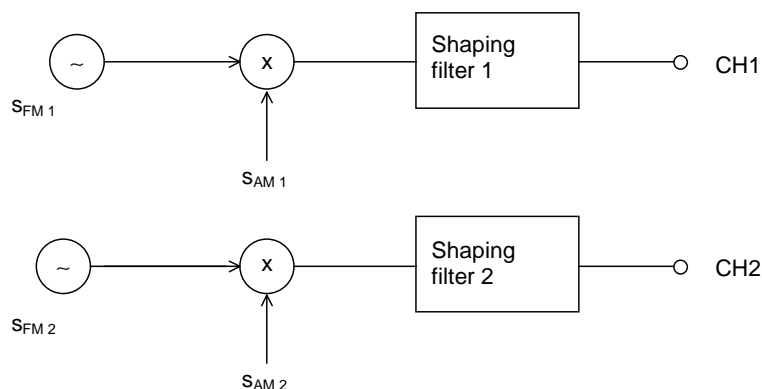 ~
x
Shaping
filter 1
CH1
sFM 1
sAM 1
~
x
Shaping
filter 2
CH2
sFM 2
sAM 2